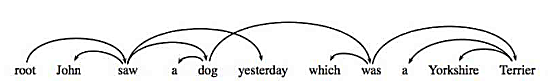 root John saw a dog yesterday which was a Yorkshire Terrier